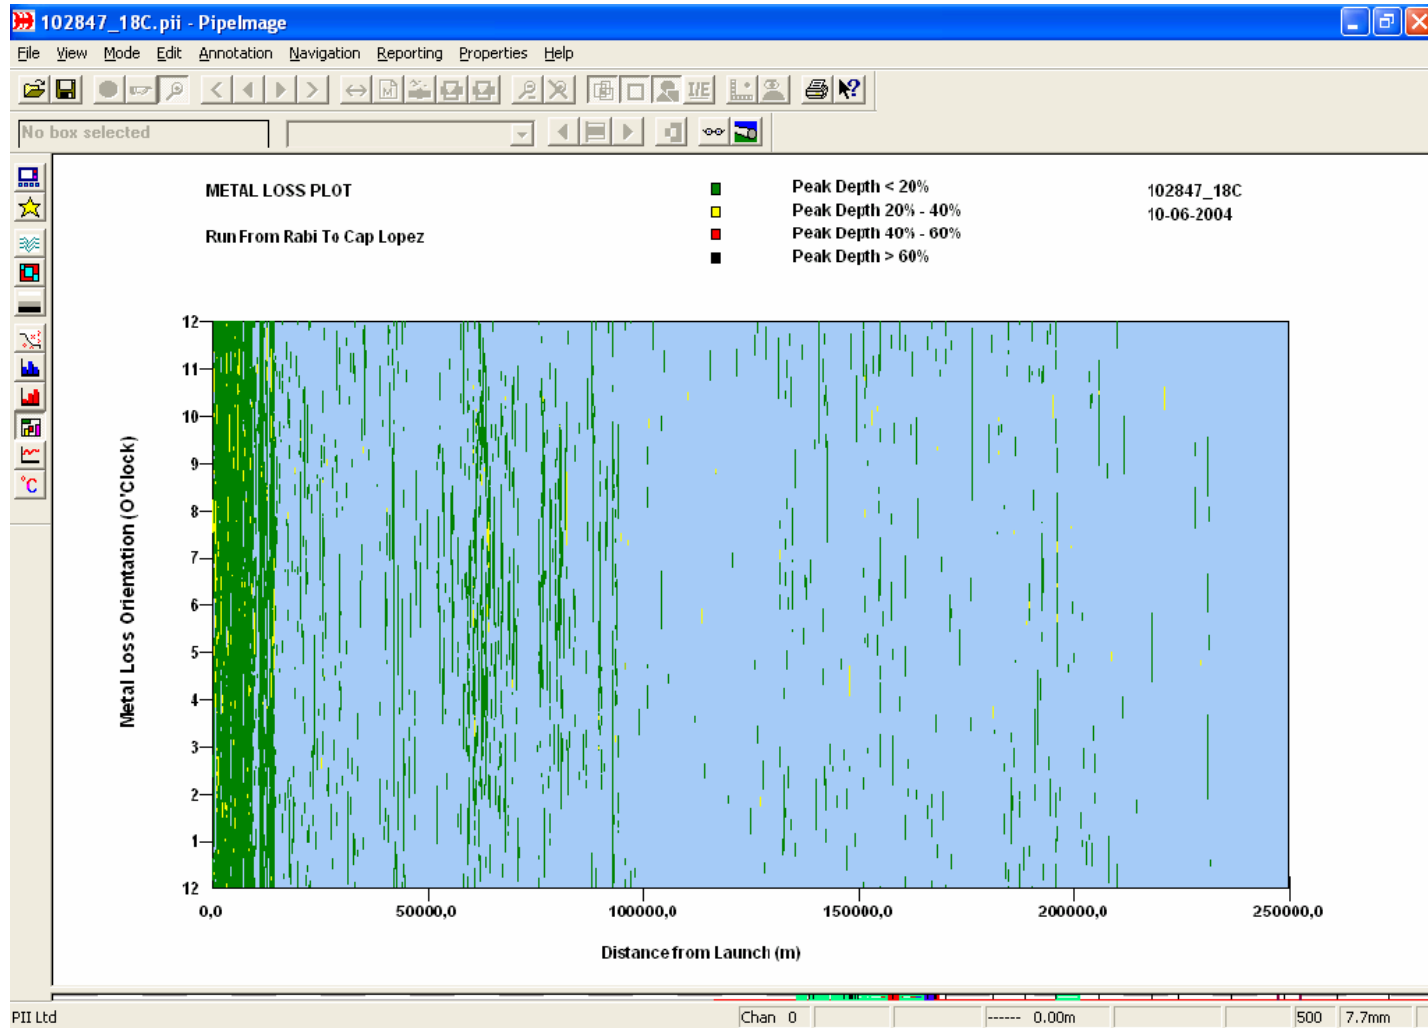 102847_18C.pii - PipeImage
File View Mode Edit Annotation Navigation Reporting Properties Help
M I/E
No box selected
METAL LOSS PLOT
Run From Rabi To Cap Lopez
Peak Depth < 20%
Peak Depth 20% - 40%
Peak Depth 40% - 60%
Peak Depth > 60%
102847_18C
10-06-2004
°C
Metal Loss Orientation (O'Clock)
12
11
10
9
8
7
6
5
4
3
2
1
12
0,0 50000,0 100000,0 150000,0 200000,0 250000,0
Distance from Launch (m)
PII Ltd Chan 0 ------ 0.00m 500 7.7mm